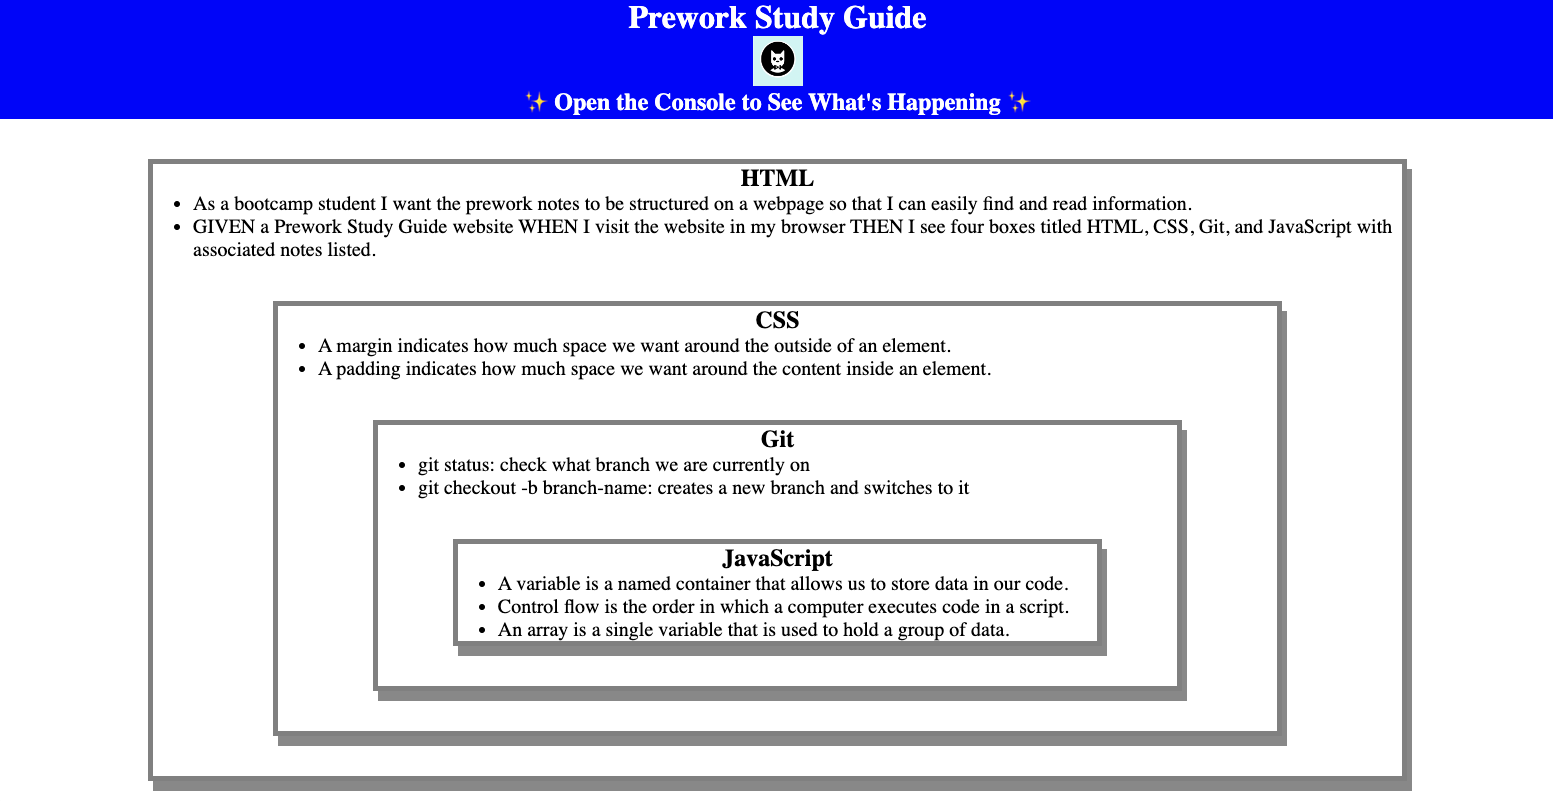 Prework Study Guide
✨ Open the Console to See What's Happening ✨
HTML
• As a bootcamp student I want the prework notes to be structured on a webpage so that I can easily find and read information.
• GIVEN a Prework Study Guide website WHEN I visit the website in my browser THEN I see four boxes titled HTML, CSS, Git, and JavaScript with
associated notes listed.
CSS
• A margin indicates how much space we want around the outside of an element.
• A padding indicates how much space we want around the content inside an element.
Git
• git status: check what branch we are currently on
• git checkout -b branch-name: creates a new branch and switches to it
JavaScript
• A variable is a named container that allows us to store data in our code.
• Control flow is the order in which a computer executes code in a script.
• An array is a single variable that is used to hold a group of data.